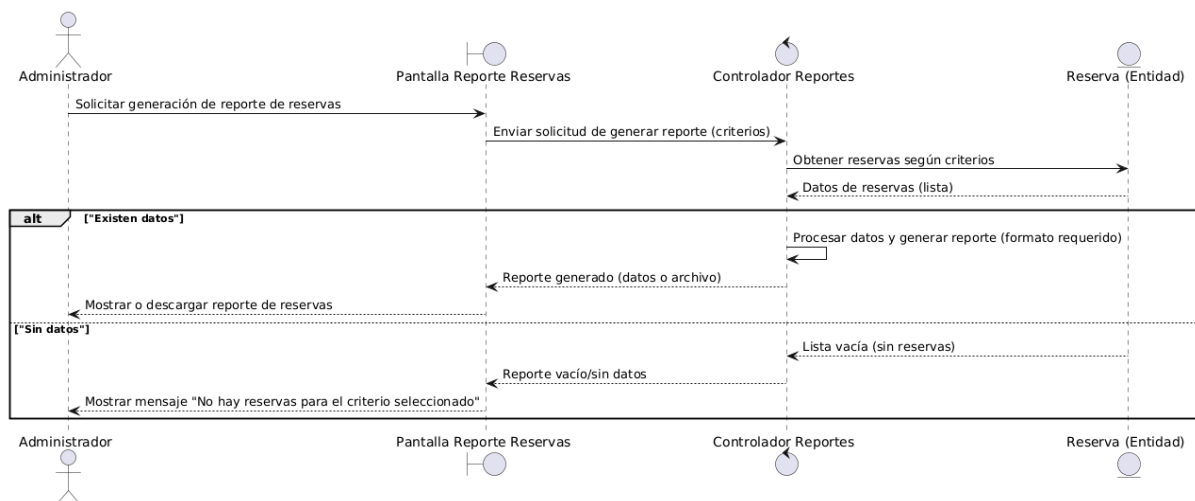 Administrador
Pantalla Reporte Reservas
Controlador Reportes
Reserva (Entidad)
Solicitar generación de reporte de reservas
Enviar solicitud de generar reporte (criterios)
Obtener reservas según criterios
Datos de reservas (lista)
alt
["Existen datos"]
Procesar datos y generar reporte (formato requerido)
Reporte generado (datos o archivo)
Mostrar o descargar reporte de reservas
["Sin datos"]
Lista vacía (sin reservas)
Reporte vacío/sin datos
Mostrar mensaje "No hay reservas para el criterio seleccionado"
Administrador
Pantalla Reporte Reservas
Controlador Reportes
Reserva (Entidad)